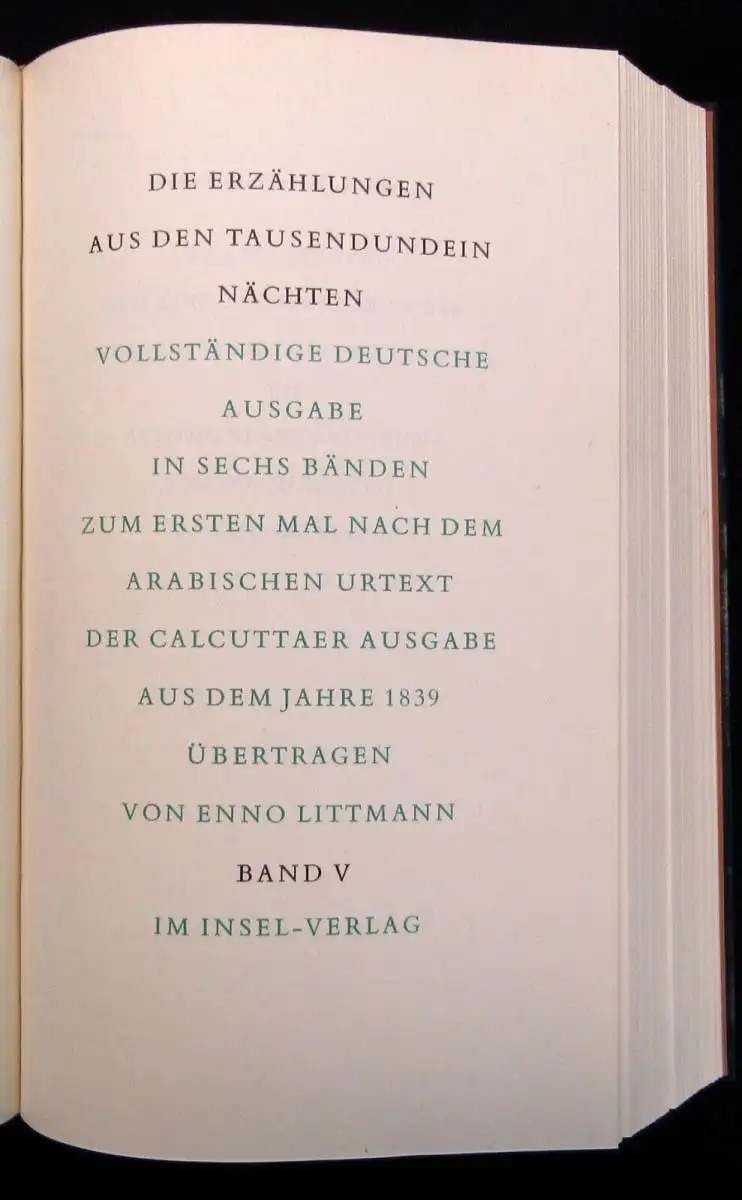 DIE ERZÄHLUNGEN
AUS DEN TAUSENDUNDEIN
NÄCHTEN
VOLLSTÄNDIGE DEUTSCHE
AUSGABE
IN SECHS BÄNDEN
ZUM ERSTEN MAL NACH DEM
ARABISCHEN URTEXT
DER CALCUTTAER AUSGABE
AUS DEM JAHRE 1839
ÜBERTRAGEN
VON ENNO LITTMANN
BAND V
IM INSEL-VERLAG